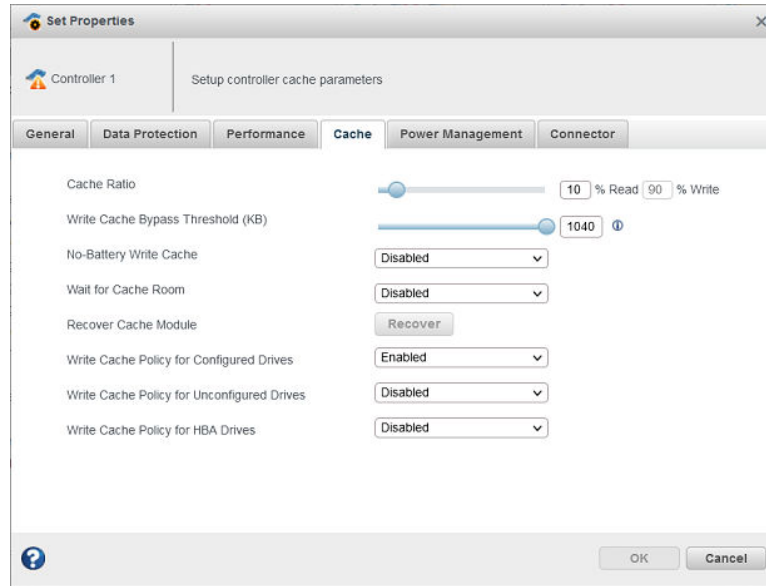 Set Properties
Controller 1
Setup controller cache parameters
General Data Protection Performance Cache Power Management Connector
Cache Ratio 10 % Read 90 % Write
Write Cache Bypass Threshold (KB) 1040
No-Battery Write Cache Disabled
Wait for Cache Room Disabled
Recover Cache Module Recover
Write Cache Policy for Configured Drives Enabled
Write Cache Policy for Unconfigured Drives Disabled
Write Cache Policy for HBA Drives Disabled
OK Cancel